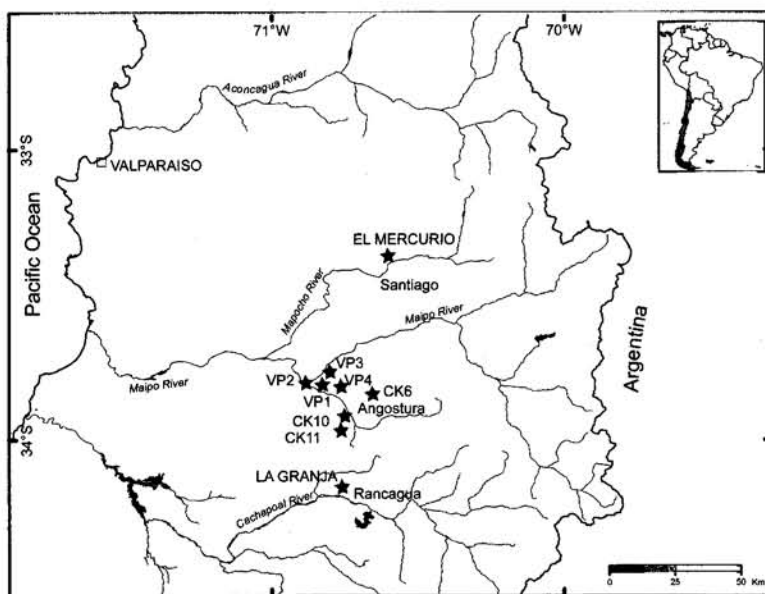 71°W
70°W
Aconcagua River
33°S
VALPARAISO
Pacific Ocean
EL MERCURIO
Santiago
Mapocho River
Maipo River
Argentina
VP3
Maipo River
VP2
VP4
VP1
CK6
CK10
Angostura
CK11
34°S
LA GRANJA
Rancagua
Cachapoal River
0 25 50 Km